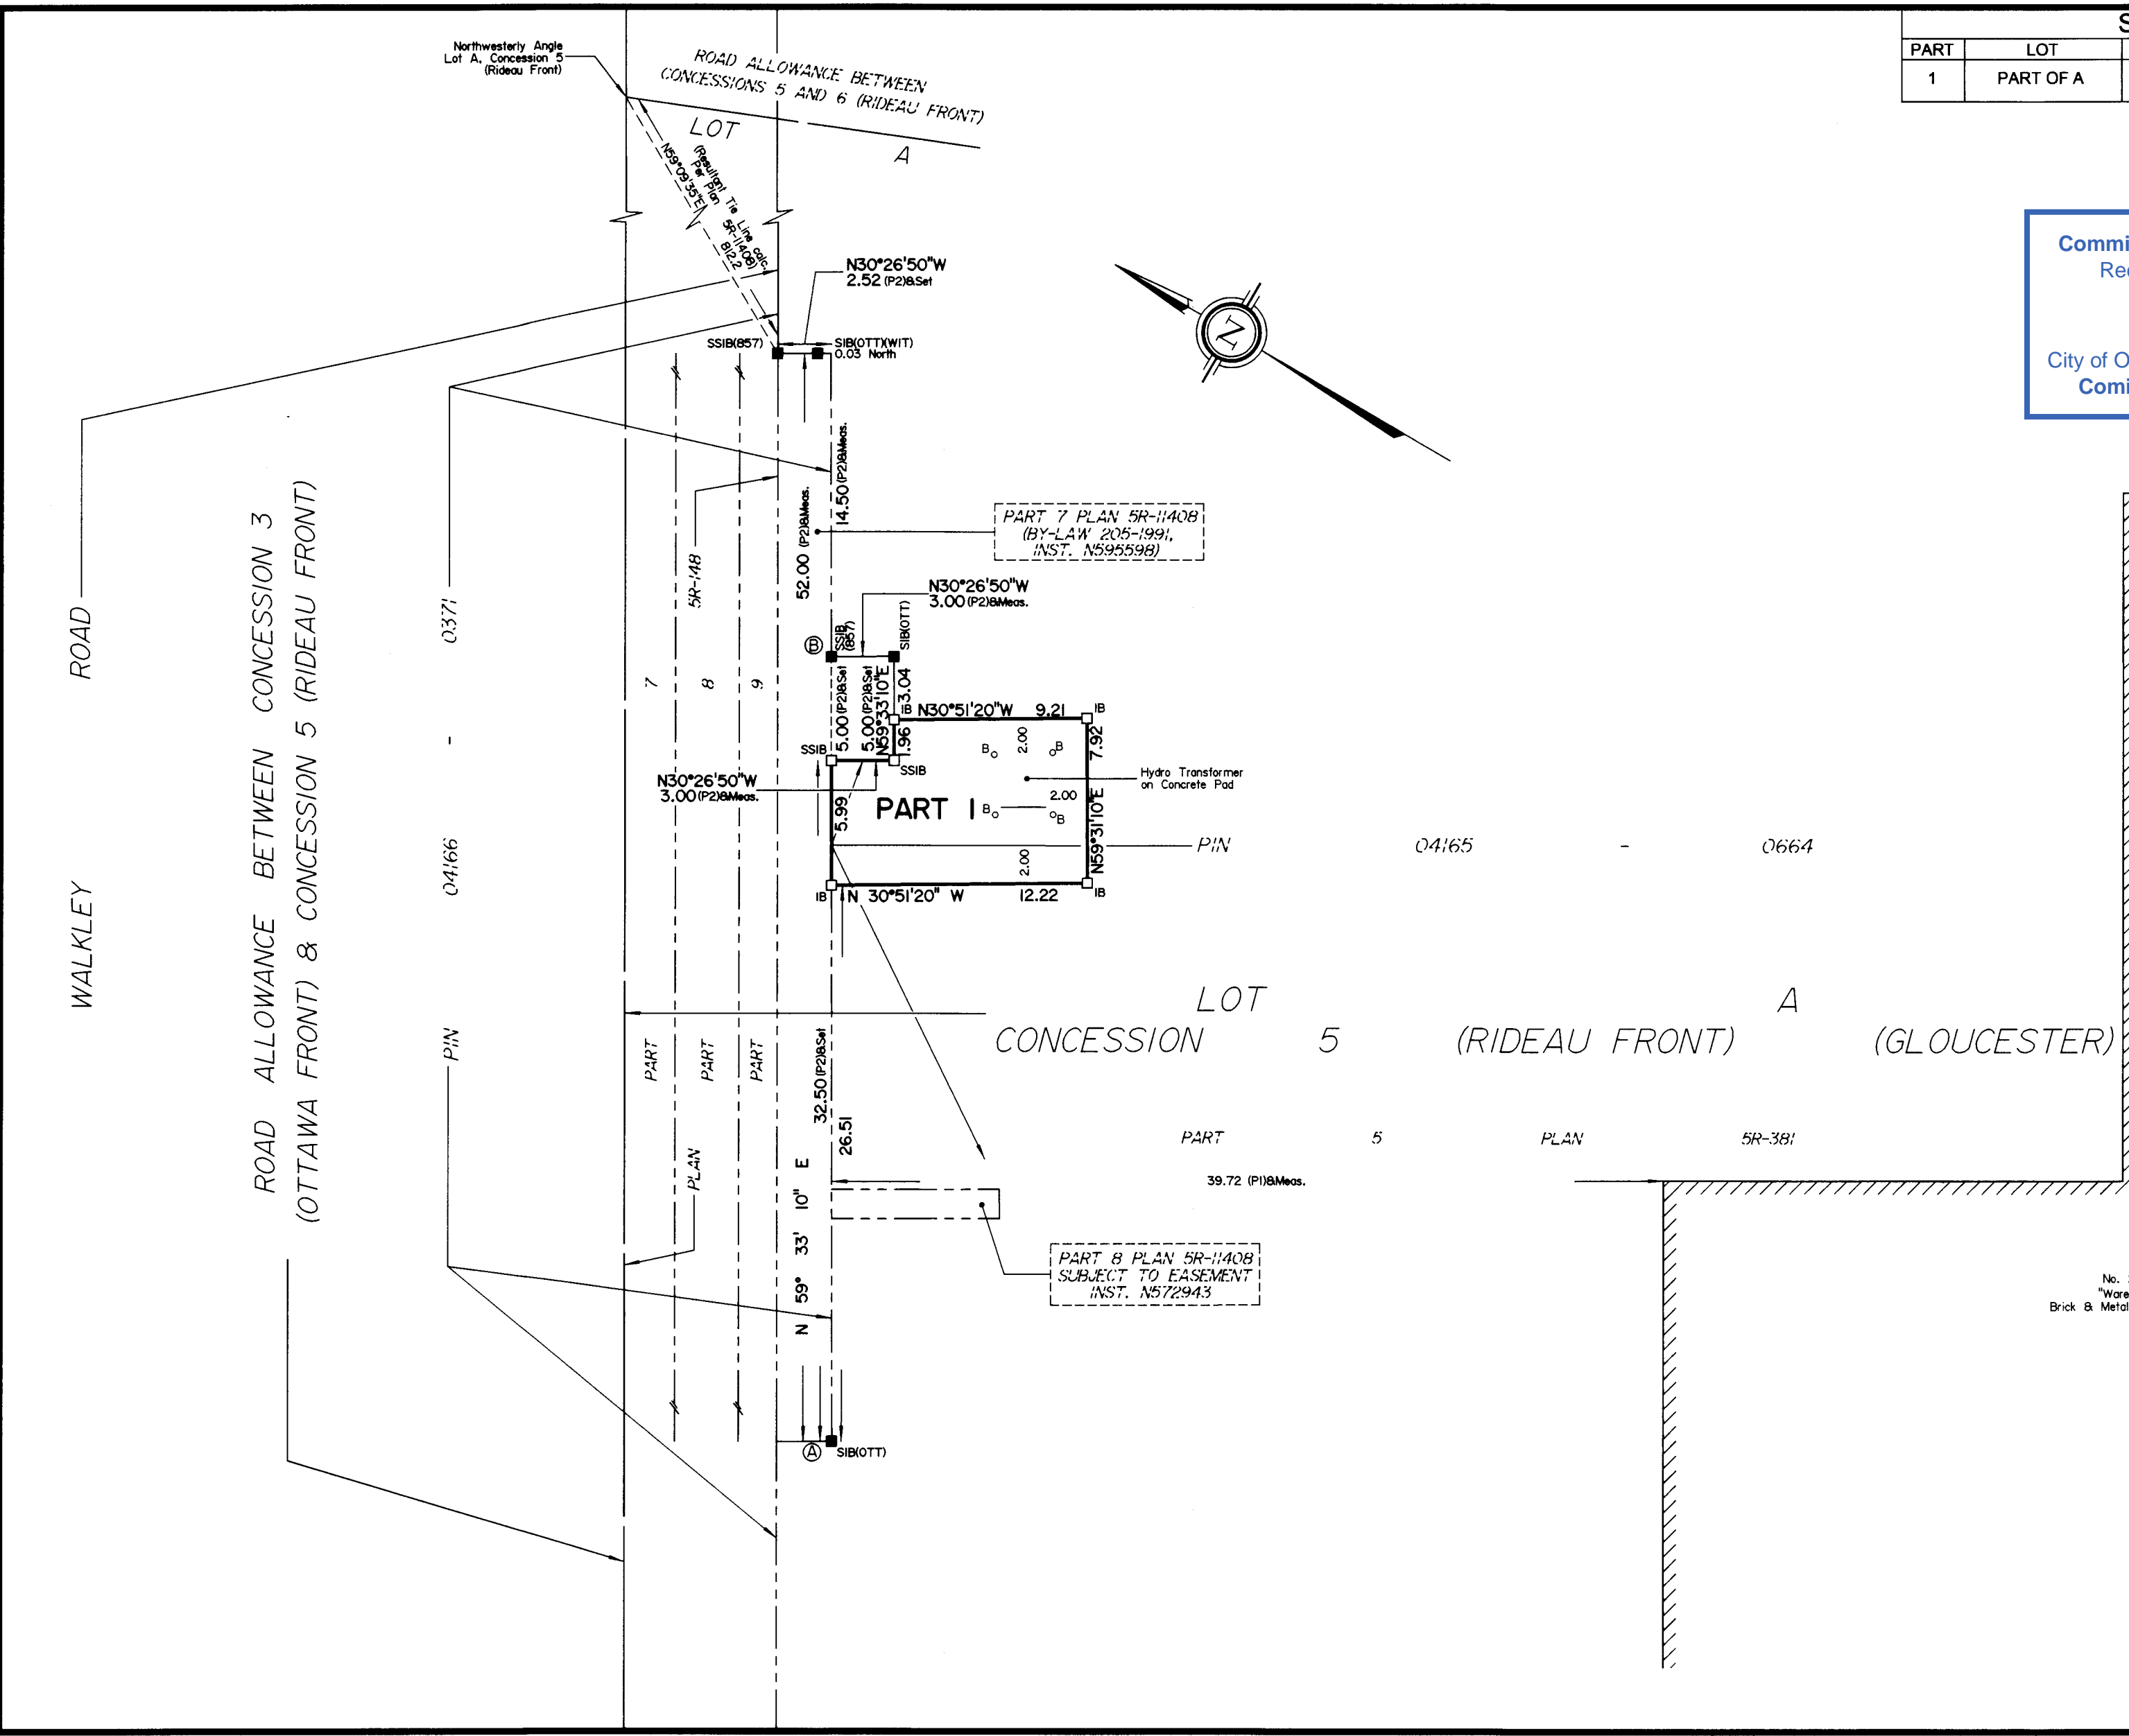 Northwesterly Angle
Lot A, Concession 5
(Rideau Front)
ROAD ALLOWANCE BETWEEN
CONCESSIONS 5 AND 6 (RIDEAU FRONT)
LOT
A
PART LOT
1 PART OF A
N59°09'35"E
(Resultant Tie Line calc.
Per Plan 5R-11408)
812.2
N30°26'50"W
2.52 (P2)&Set
SSIB(857)
SIB(OTT)(WIT)
0.03 North
N
City of
14.50 (P2)&Meas.
52.00 (P2)&Meas.
PART 7 PLAN 5R-11408
(BY-LAW 205-1991,
INST. N595598)
ROAD ALLOWANCE BETWEEN CONCESSION 3
(OTTAWA FRONT) & CONCESSION 5 (RIDEAU FRONT)
WALKLEY ROAD
PIN 04166 - 0371
PLAN 5R-148
PART 7
PART 8
PART 9
N30°26'50"W
3.00 (P2)&Meas.
B
SSIB
(857)
SIB(OTT)
5.00 (P2)&Set
5.00 (P2)&Set
N59°33'10"E
3.04
1.96
IB
N30°51'20"W 9.21
IB
7.92
SSIB
SSIB
N30°26'50"W
3.00 (P2)&Meas.
B
2.00
B
Hydro Transformer
on Concrete Pad
5.99
PART 1
B
2.00
B
N59°31'10"E
2.00
PIN 04165 - 0664
IB
N 30°51'20" W 12.22
IB
LOT A
CONCESSION 5 (RIDEAU FRONT) (GLOUCESTER)
32.50 (P2)&Set
26.51
N 59° 33' 10" E
PART 5 PLAN 5R-381
39.72 (P1)&Meas.
PART 8 PLAN 5R-11408
SUBJECT TO EASEMENT
INST. N572943
No.
Brick & Metal
A
SIB(OTT)